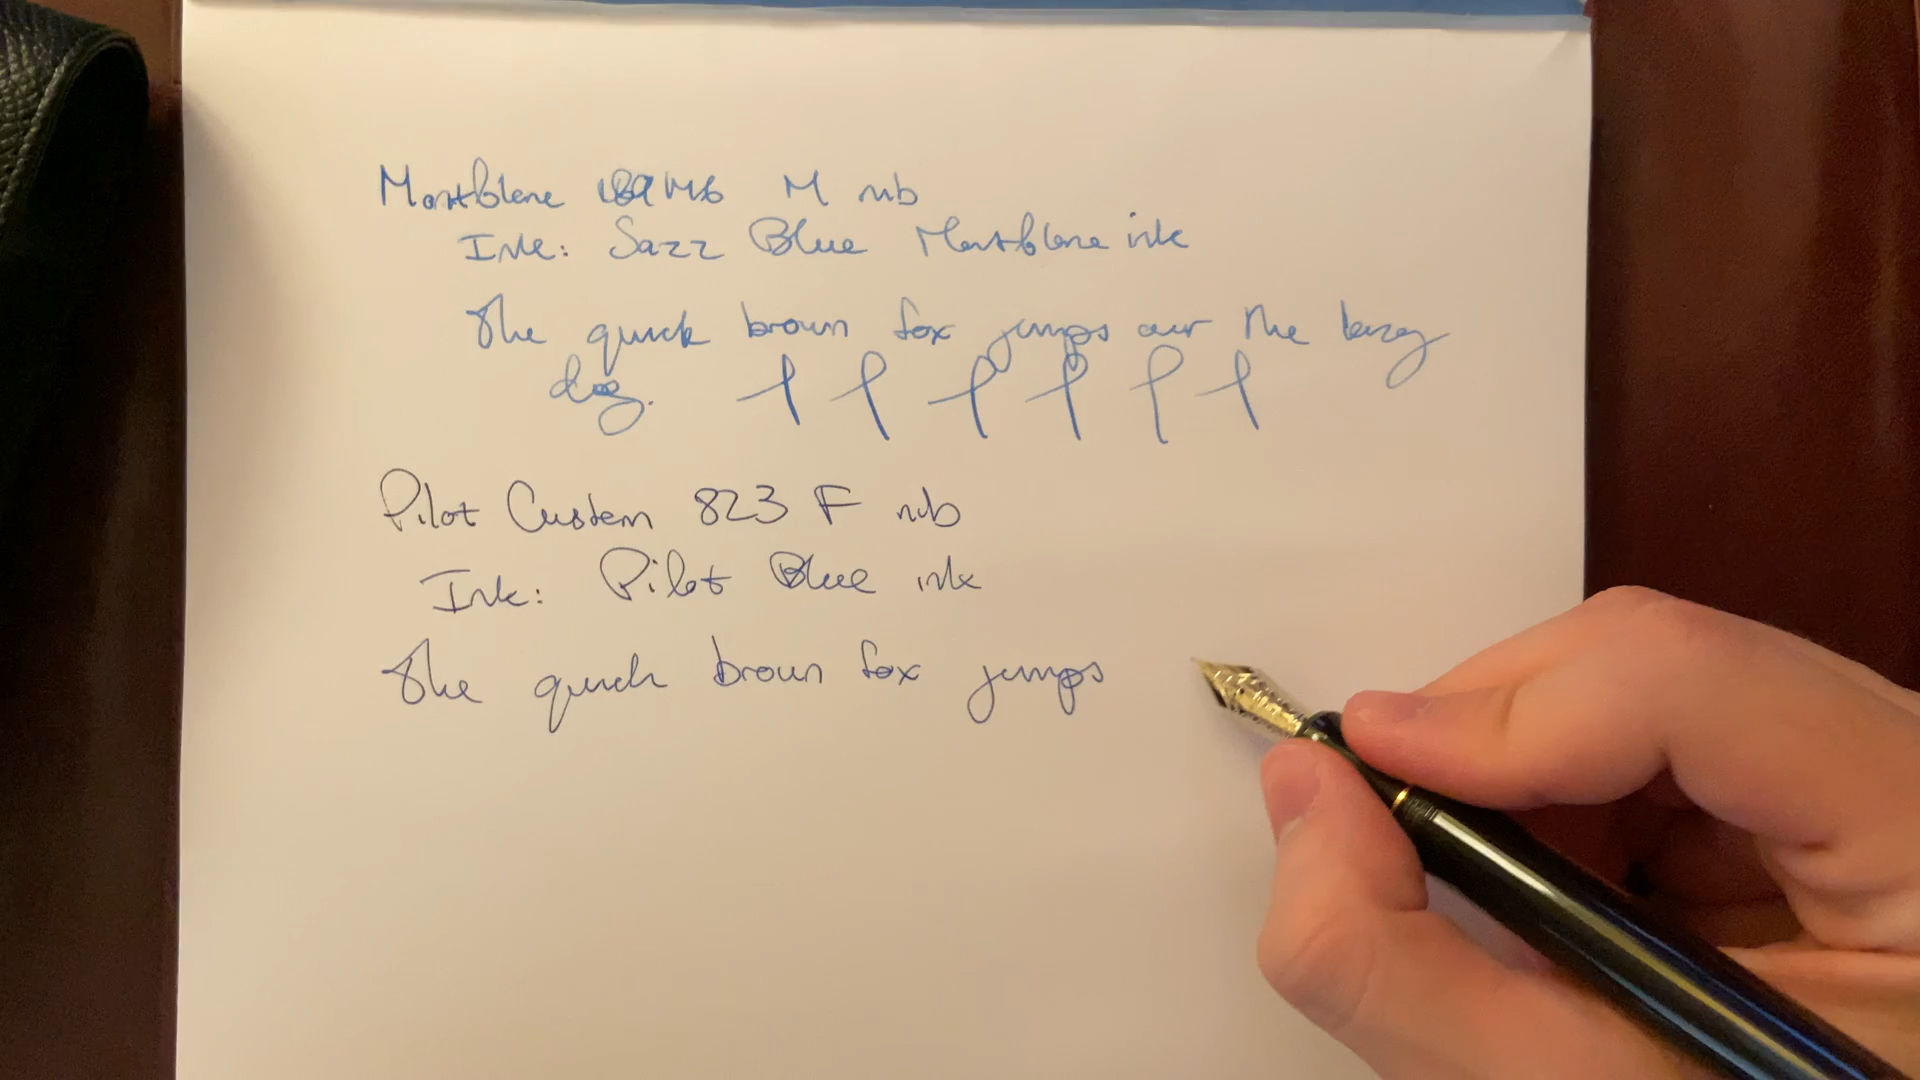 Montblanc M nib
Ink: Jazz Blue Montblanc ink
The quick brown fox jumps over the lazy
dog.
Pilot Custom 823 F nib
Ink: Pilot Blue ink
The quick brown fox jumps